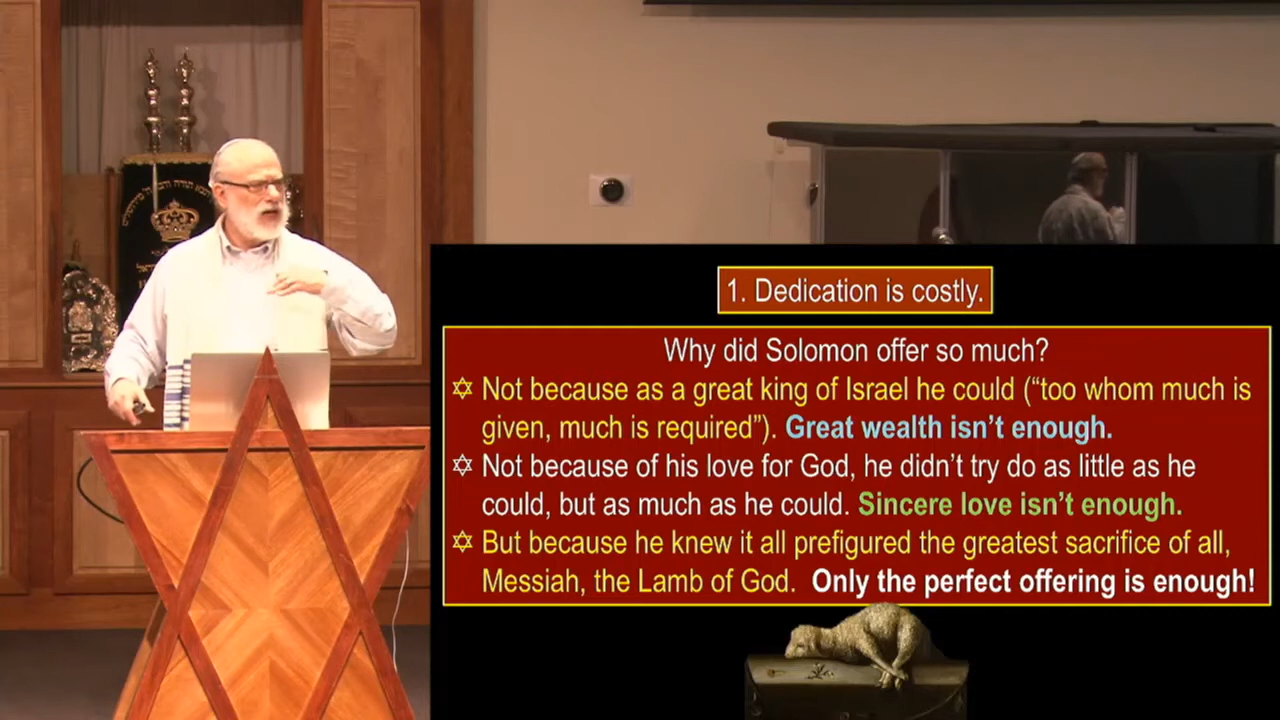 1. Dedication is costly.
Why did Solomon offer so much?
✡ Not because as a great king of Israel he could (“too whom much is
given, much is required”). Great wealth isn’t enough.
✡ Not because of his love for God, he didn’t try do as little as he
could, but as much as he could. Sincere love isn’t enough.
✡ But because he knew it all prefigured the greatest sacrifice of all,
Messiah, the Lamb of God. Only the perfect offering is enough!